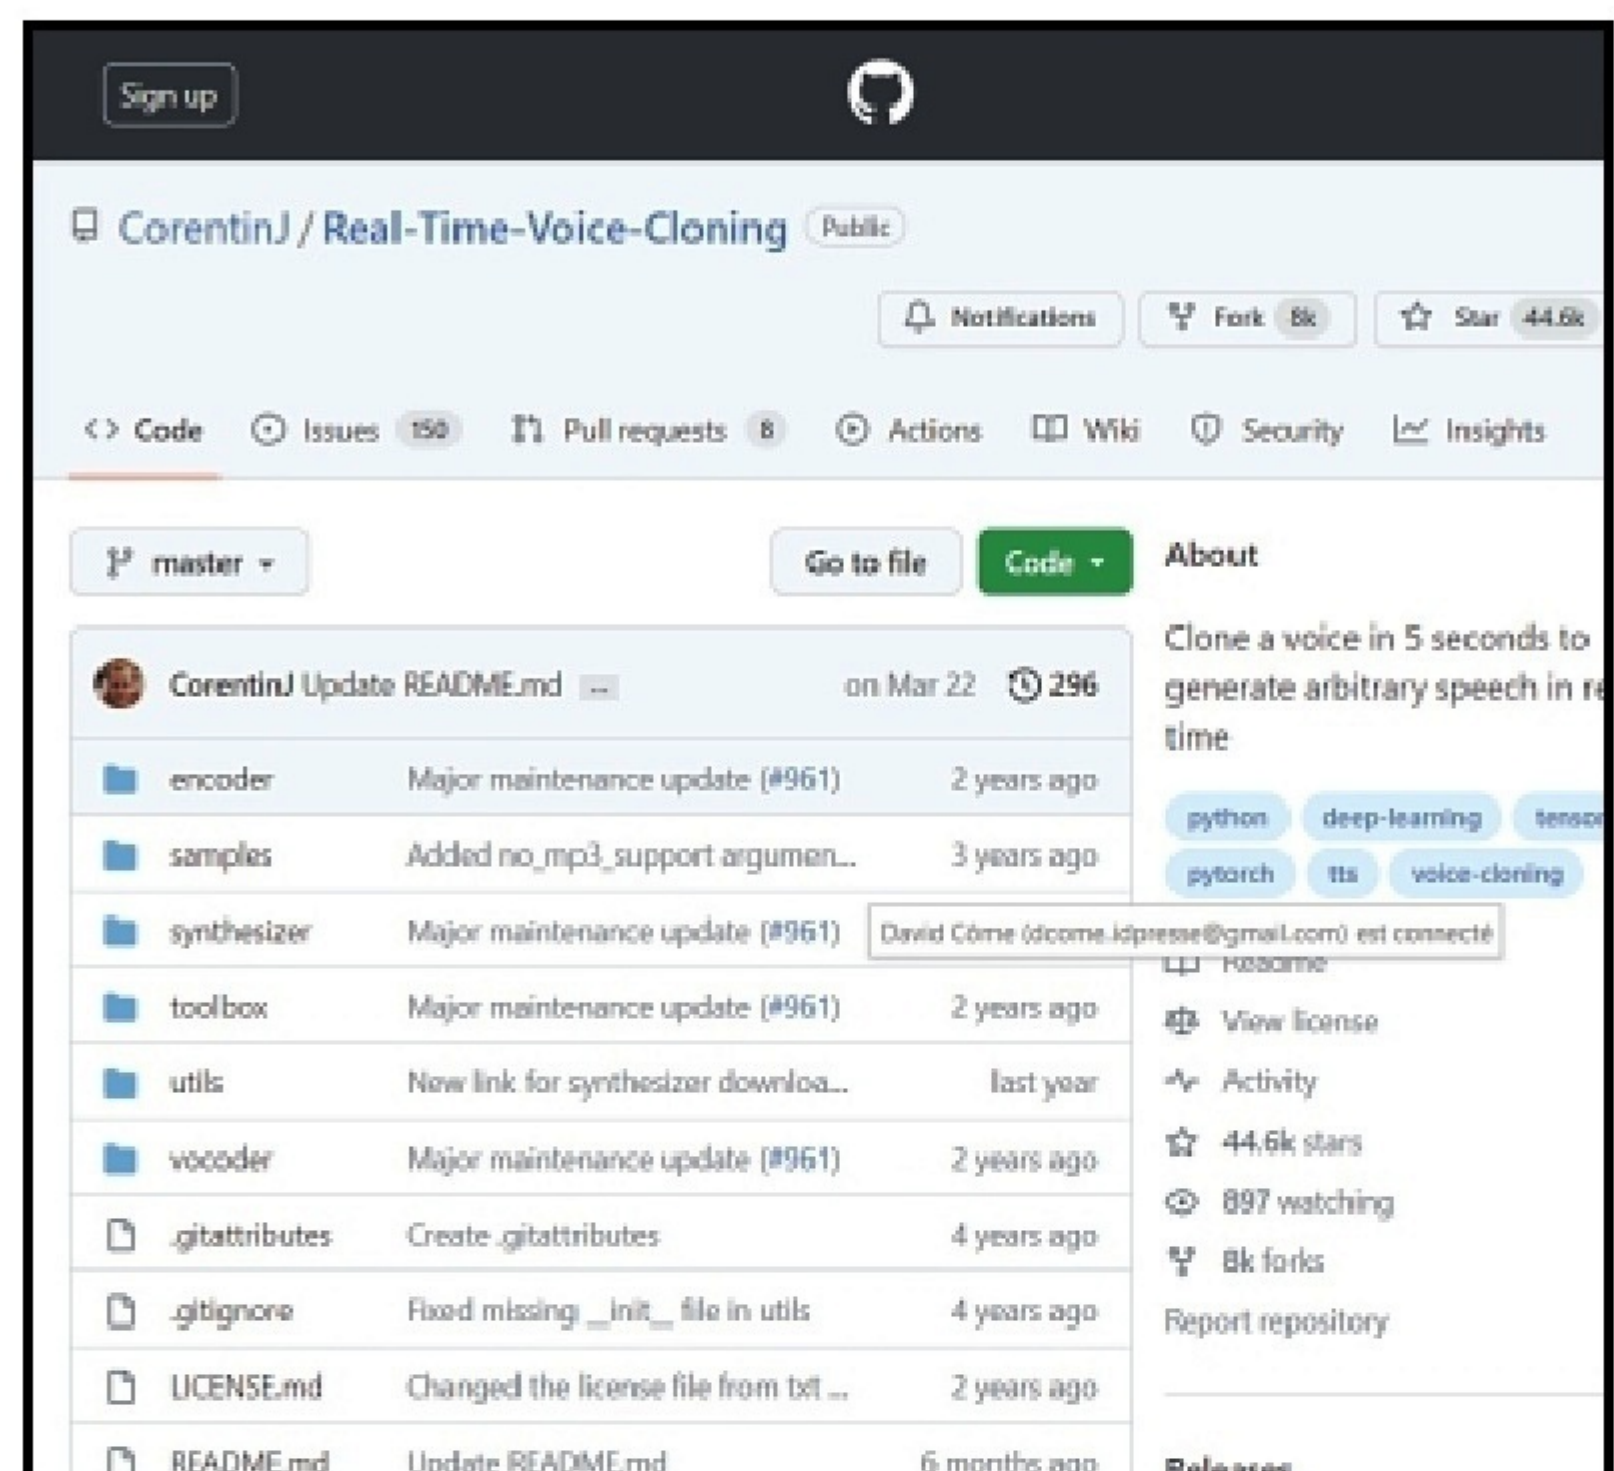 Sign up
CorentinJ / Real-Time-Voice-Cloning Public
Notifications Fork 8k Star 44.6k
Code Issues 150 Pull requests 8 Actions Wiki Security Insights
master Go to file Code
CorentinJ Update README.md ... on Mar 22 296
encoder Major maintenance update (#961) 2 years ago
samples Added no_mp3_support argumen... 3 years ago
synthesizer Major maintenance update (#961)
toolbox Major maintenance update (#961) 2 years ago
utils New link for synthesizer downloa... last year
vocoder Major maintenance update (#961) 2 years ago
.gitattributes Create .gitattributes 4 years ago
.gitignore Fixed missing __init__ file in utils 4 years ago
LICENSE.md Changed the license file from txt ... 2 years ago
README.md Update README.md 6 months ago
About
Clone a voice in 5 seconds to
generate arbitrary speech in re
time
python deep-learning tensor
pytorch tts voice-cloning
David Côme (dcome.idpresse@gmail.com) est connecté
Readme
View license
Activity
44.6k stars
897 watching
8k forks
Report repository
Releases